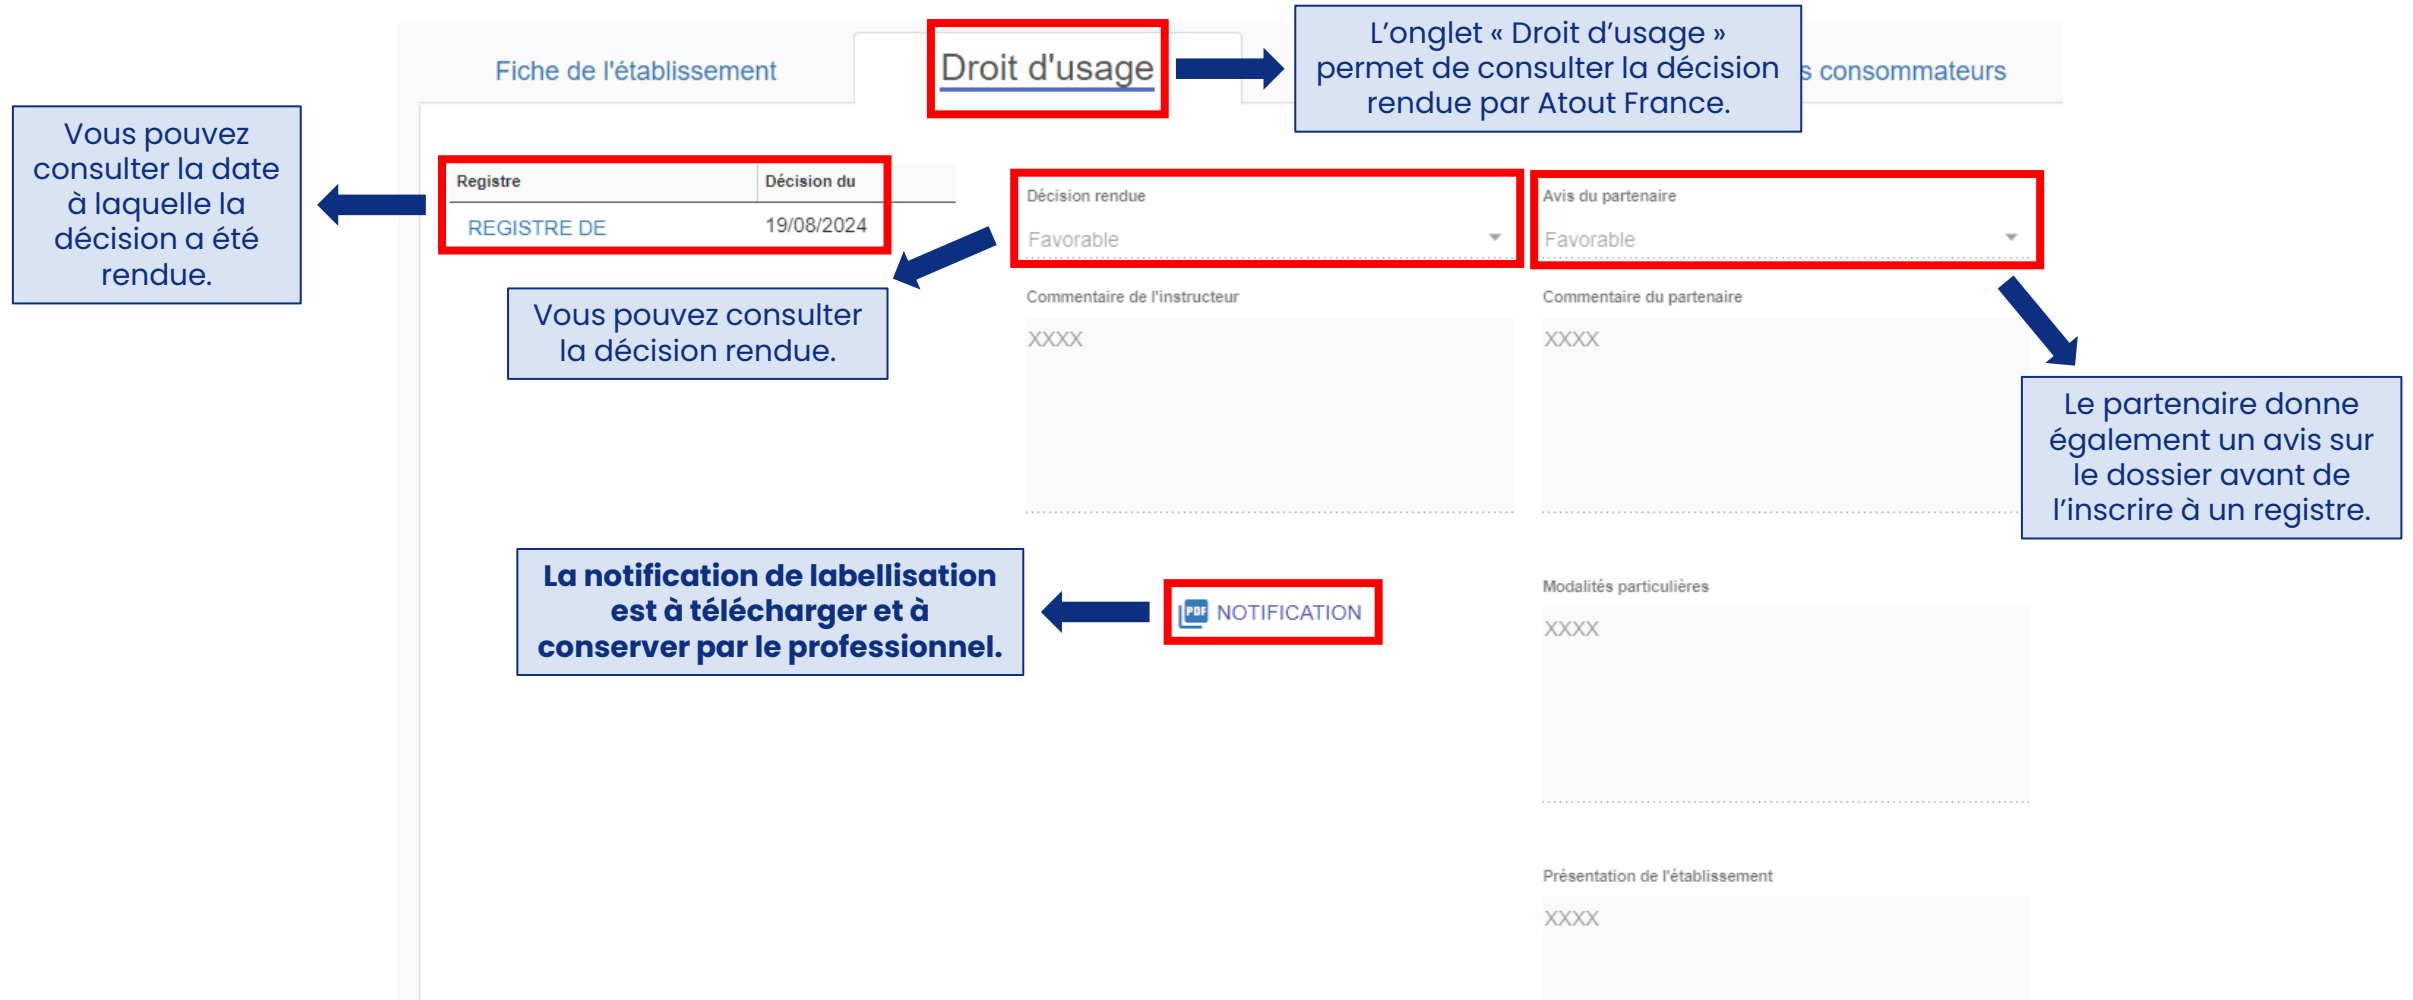 Fiche de l'établissement
Droit d'usage
L'onglet « Droit d'usage »
permet de consulter la décision
rendue par Atout France.
s consommateurs
Vous pouvez
consulter la date
à laquelle la
décision a été
rendue.
Registre
Décision du
REGISTRE DE
19/08/2024
Décision rendue
Favorable
Avis du partenaire
Favorable
Vous pouvez consulter
la décision rendue.
Commentaire de l'instructeur
XXXX
Commentaire du partenaire
XXXX
Le partenaire donne
également un avis sur
le dossier avant de
l'inscrire à un registre.
La notification de labellisation
est à télécharger et à
conserver par le professionnel.
PDF NOTIFICATION
Modalités particulières
XXXX
Présentation de l'établissement
XXXX